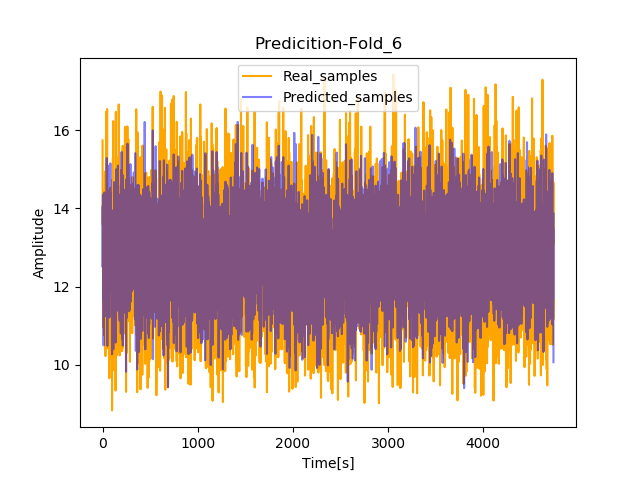 Predicition-Fold_6
Real_samples
Predicted_samples
16
14
12
10
Amplitude
0
1000
2000
3000
4000
Time[s]